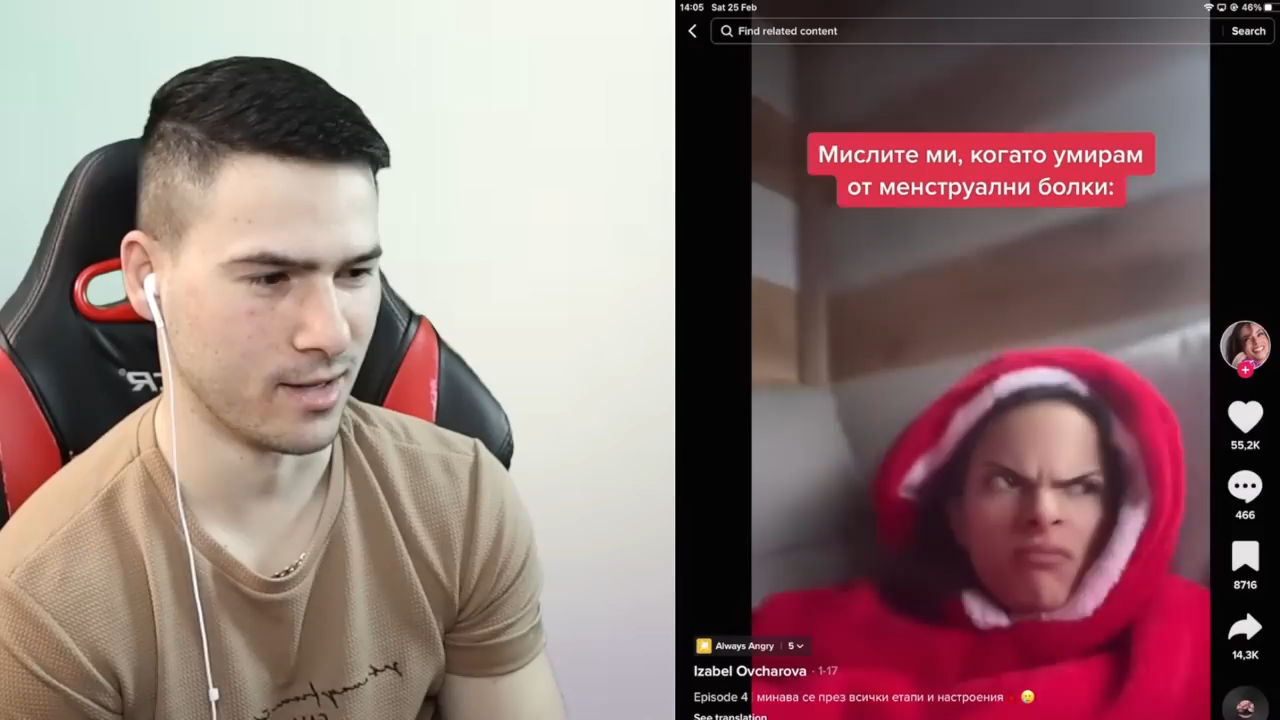 14:05 Sat 25 Feb
46%
Find related content
Search
Мислите ми, когато умирам
от менструални болки:
55,2K
466
8716
14,3K
Always Angry | 5
Izabel Ovcharova · 1-17
Episode 4 минава се през всички етапи и настроения
See translation